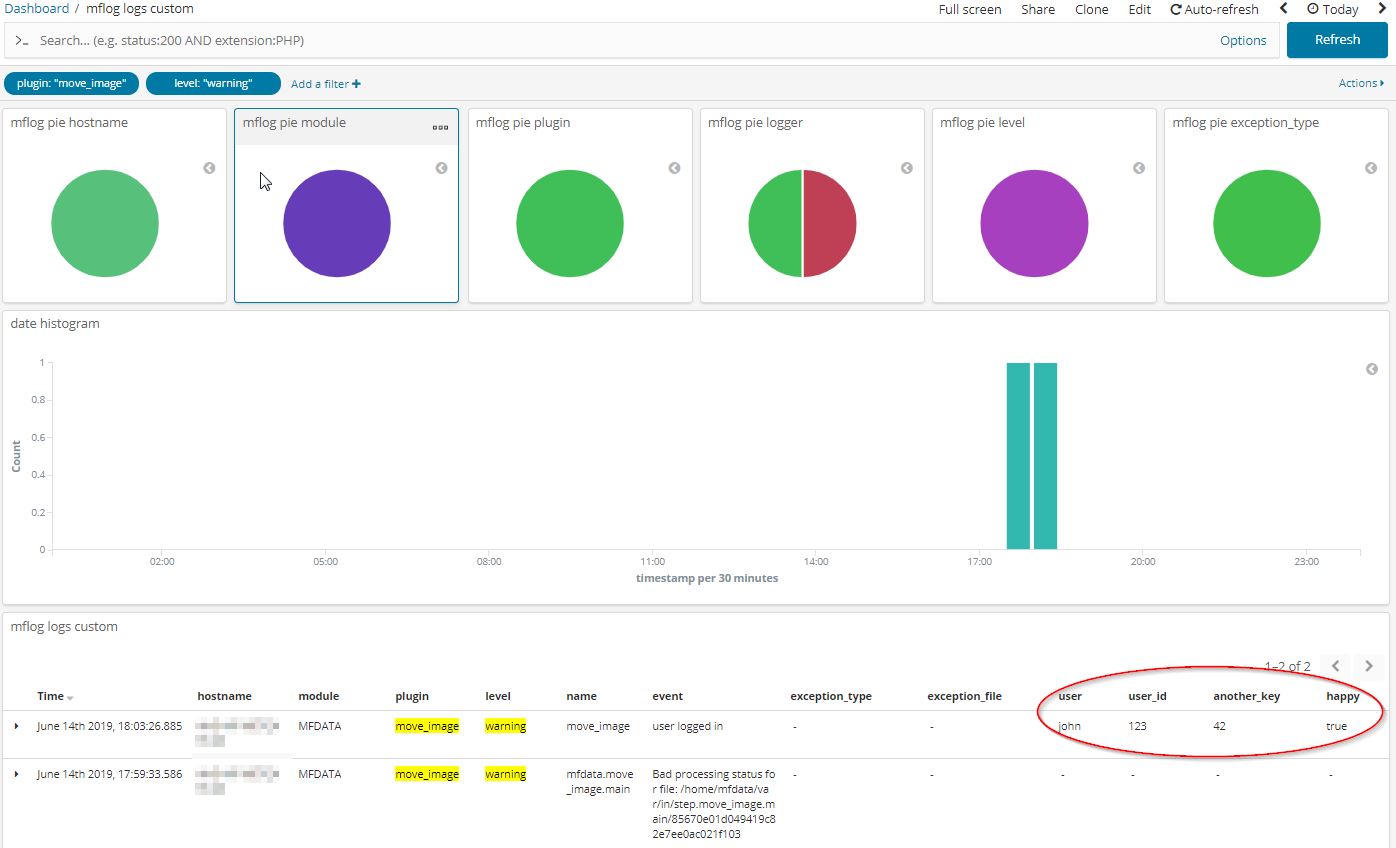 Dashboard / mflog logs custom Full screen Share Clone Edit Auto-refresh Today
>_ Search... (e.g. status:200 AND extension:PHP) Options Refresh
plugin: "move_image" level: "warning" Add a filter + Actions
mflog pie hostname mflog pie module mflog pie plugin mflog pie logger mflog pie level mflog pie exception_type
date histogram
1
0.8
0.6
0.4
0.2
0
Count
02:00 05:00 08:00 11:00 14:00 17:00 20:00 23:00
timestamp per 30 minutes
mflog logs custom
1–2 of 2
Time hostname module plugin level name event exception_type exception_file user user_id another_key happy
June 14th 2019, 18:03:26.885 MFDATA move_image warning move_image user logged in - - john 123 42 true
June 14th 2019, 17:59:33.586 MFDATA move_image warning mfdata.move Bad processing status fo - - - - - -
_image.main r file: /home/mfdata/va
r/in/step.move_image.m
ain/85670e01d049419c8
2e7ee0ac021f103